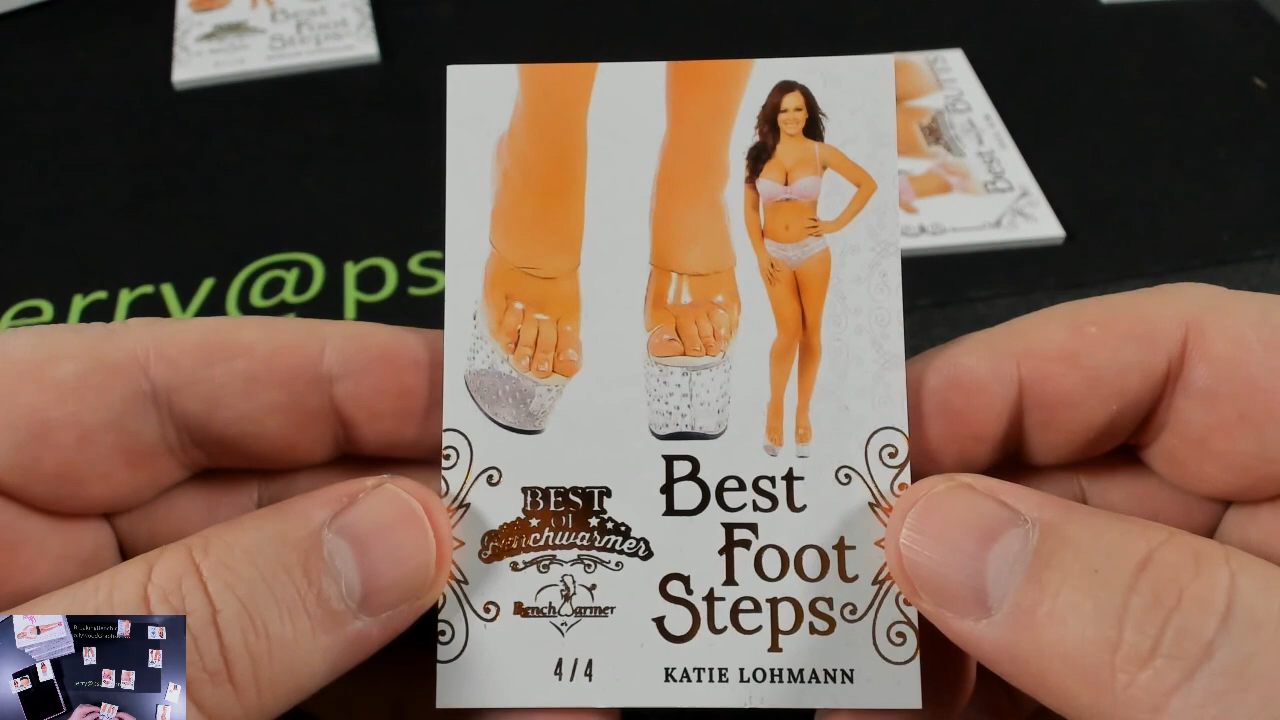 Best
Foot
Steps
Best
BUTTS
erry@ps
BEST
of
Benchwarmer
BenchWarmer
Best
Foot
Steps
4/4
KATIE LOHMANN